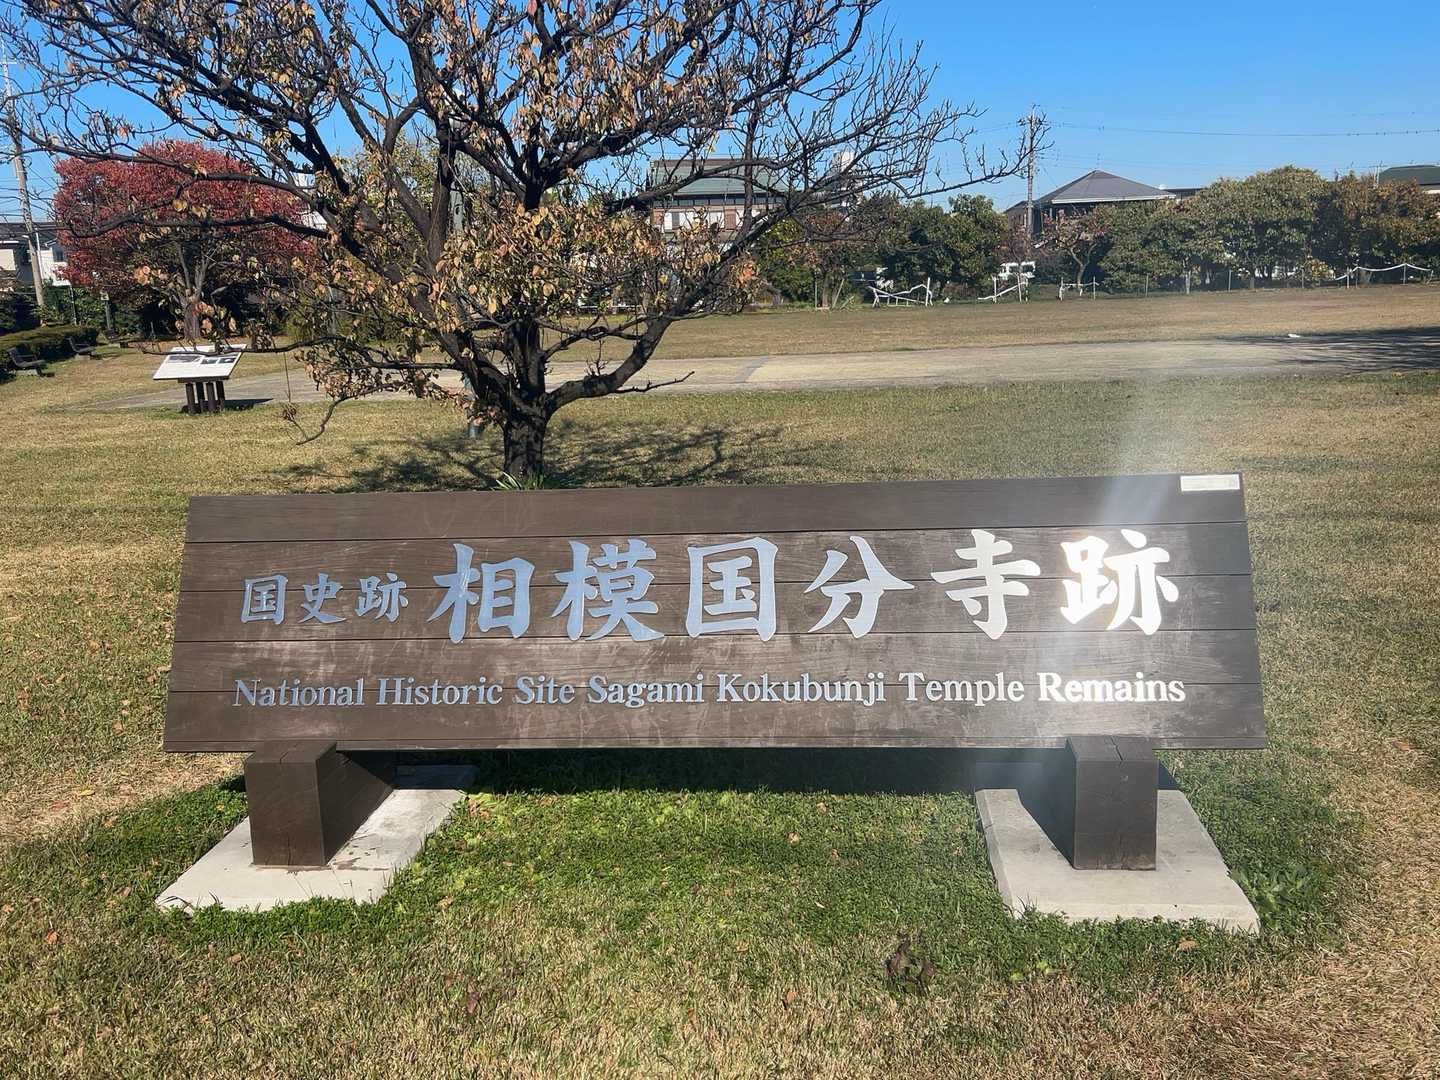 国史跡 相模国分寺跡
National Historic Site Sagami Kokubunji Temple Remains